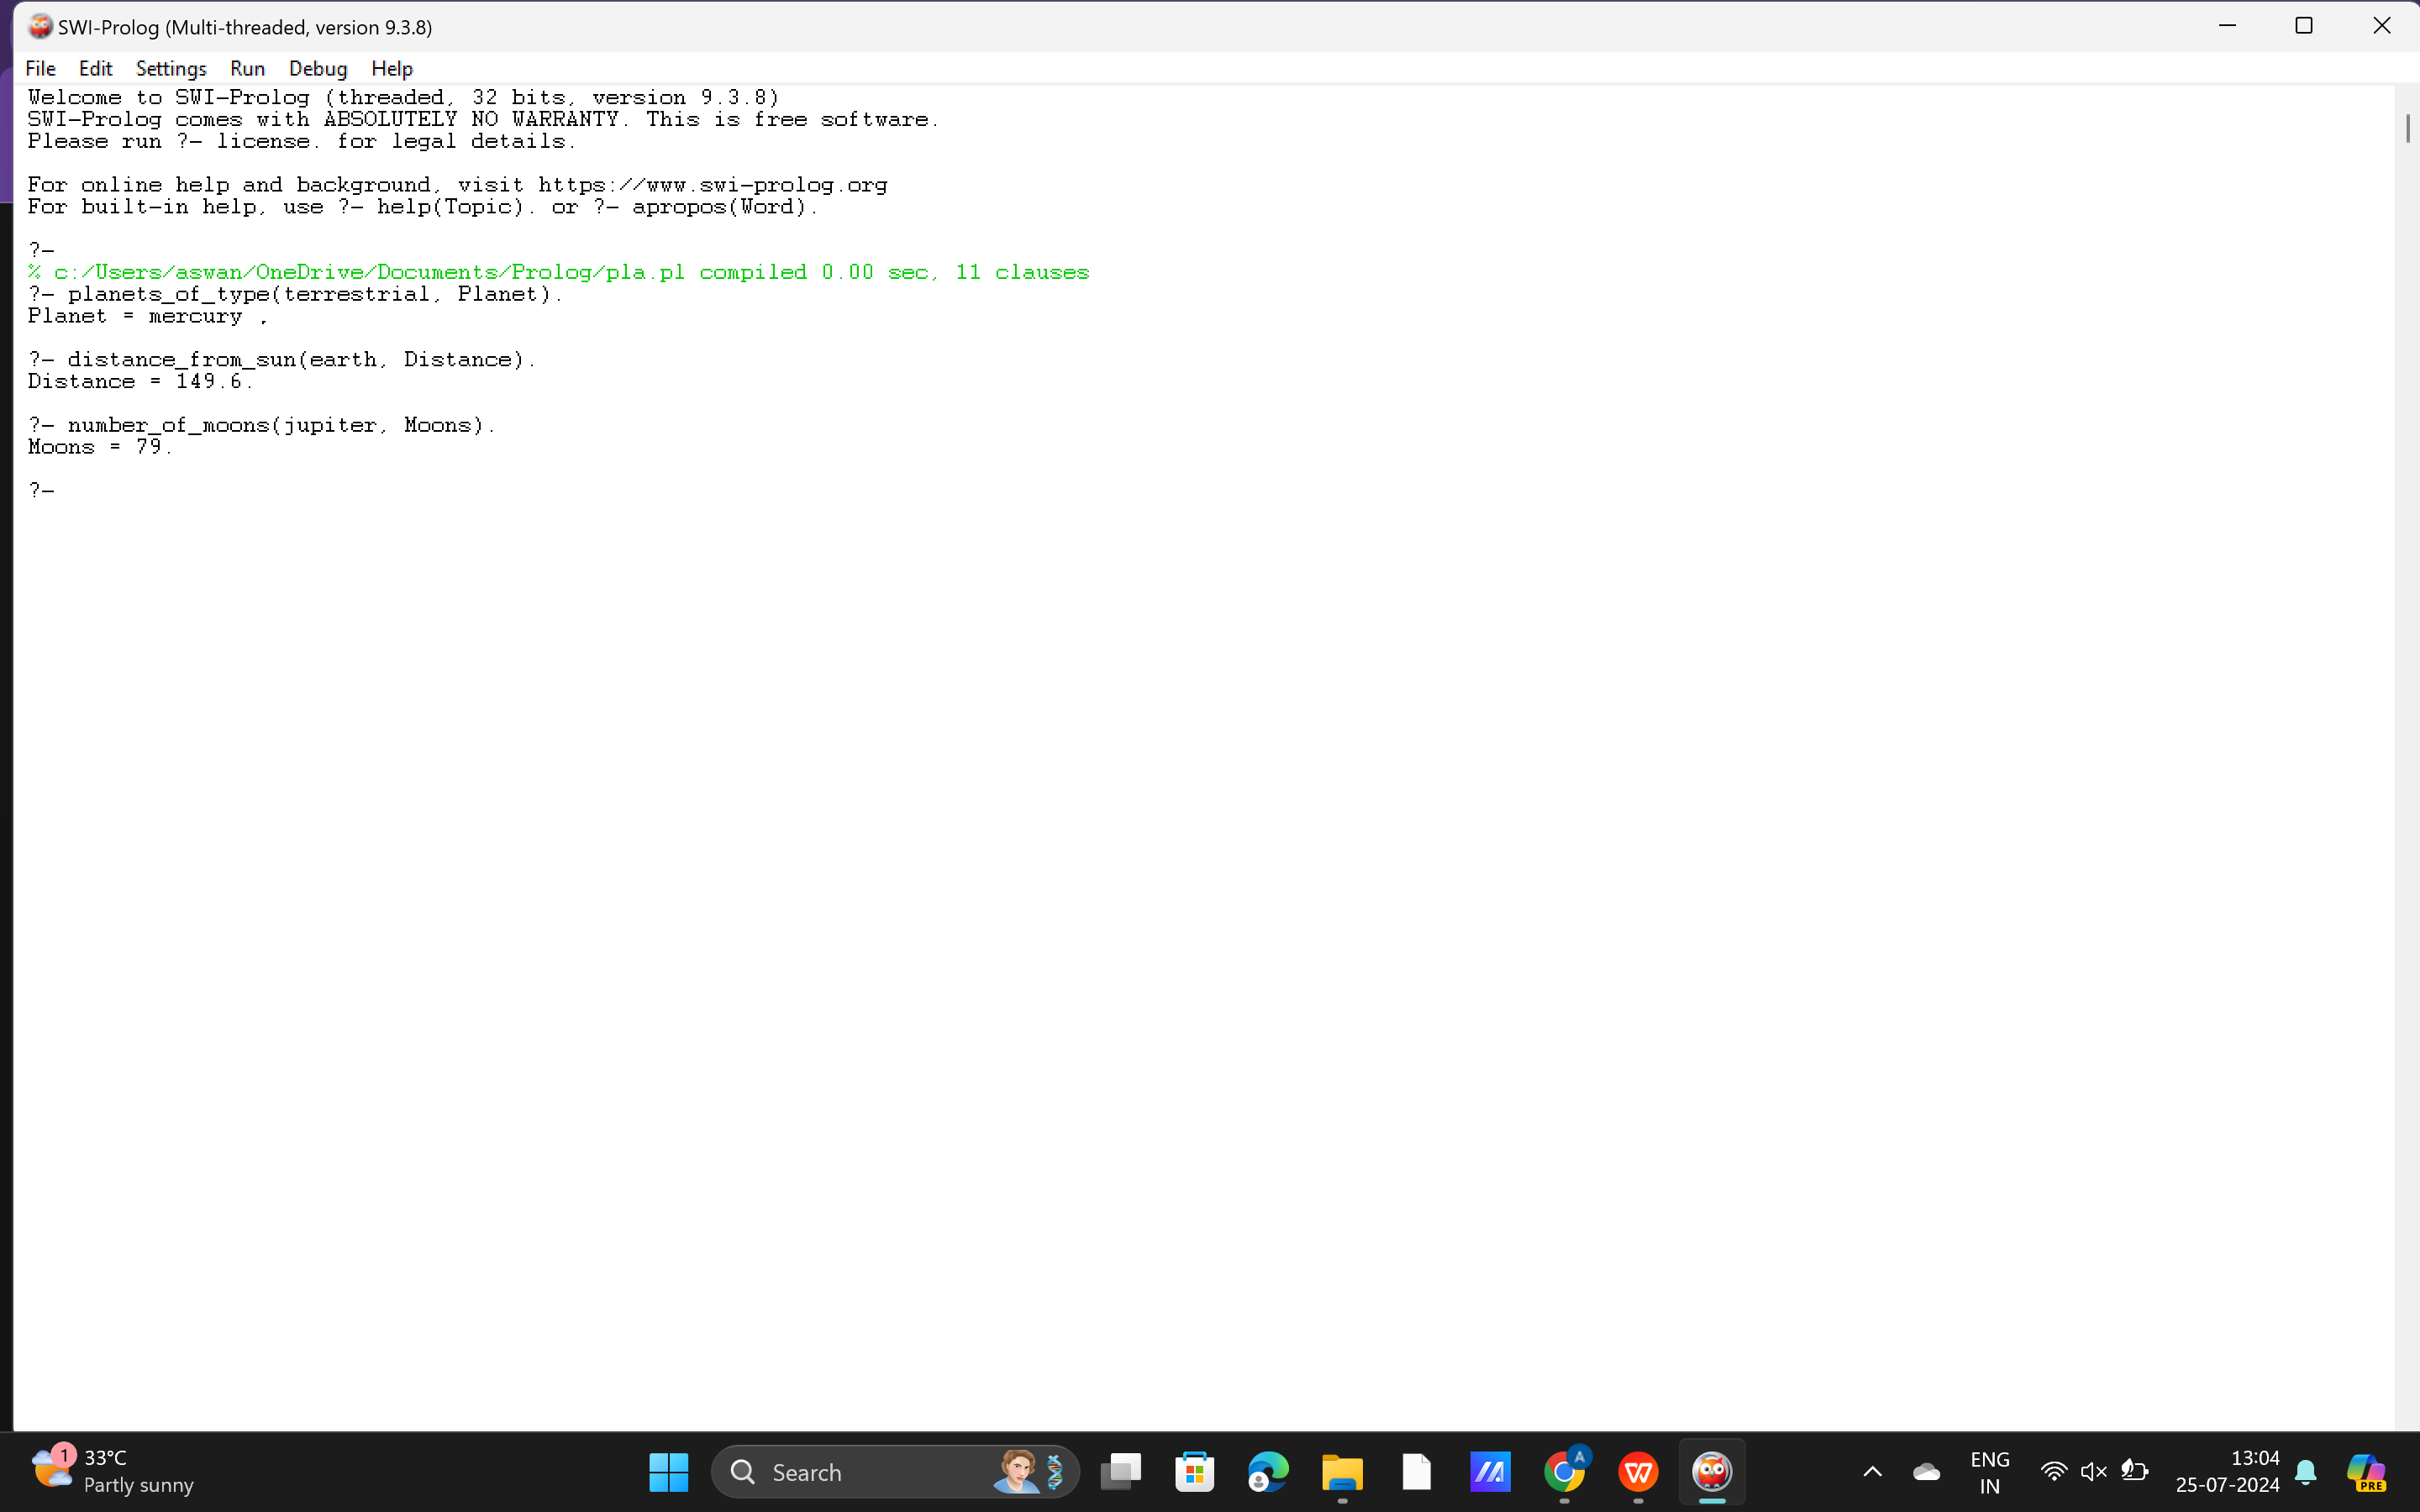 SWI-Prolog (Multi-threaded, version 9.3.8)
File Edit Settings Run Debug Help
Welcome to SWI-Prolog (threaded, 32 bits, version 9.3.8)
SWI-Prolog comes with ABSOLUTELY NO WARRANTY. This is free software.
Please run ?- license. for legal details.
For online help and background, visit https://www.swi-prolog.org
For built-in help, use ?- help(Topic). or ?- apropos(Word).
?-
% c:/Users/aswan/OneDrive/Documents/Prolog/pla.pl compiled 0.00 sec, 11 clauses
?- planets_of_type(terrestrial, Planet).
Planet = mercury .
?- distance_from_sun(earth, Distance).
Distance = 149.6.
?- number_of_moons(jupiter, Moons).
Moons = 79.
?-
1
33°C
Partly sunny
Search
A
W
ENG
IN
13:04
25-07-2024
PRE